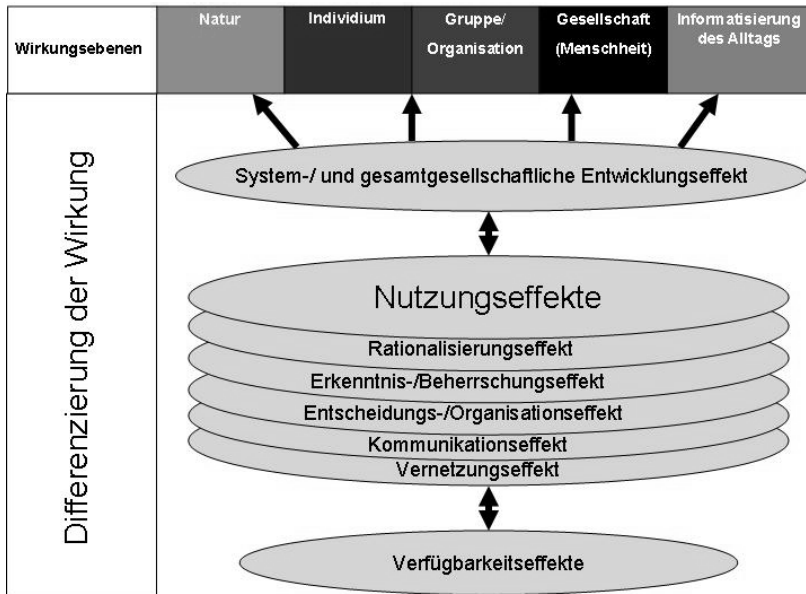 Wirkungsebenen
Natur
Individium
Gruppe/
Organisation
Gesellschaft
(Menschheit)
Informatisierung
des Alltags
Differenzierung der Wirkung
System-/ und gesamtgesellschaftliche Entwicklungseffekt
Nutzungseffekte
Rationalisierungseffekt
Erkenntnis-/Beherrschungseffekt
Entscheidungs-/Organisationseffekt
Kommunikationseffekt
Vernetzungseffekt
Verfügbarkeitseffekte